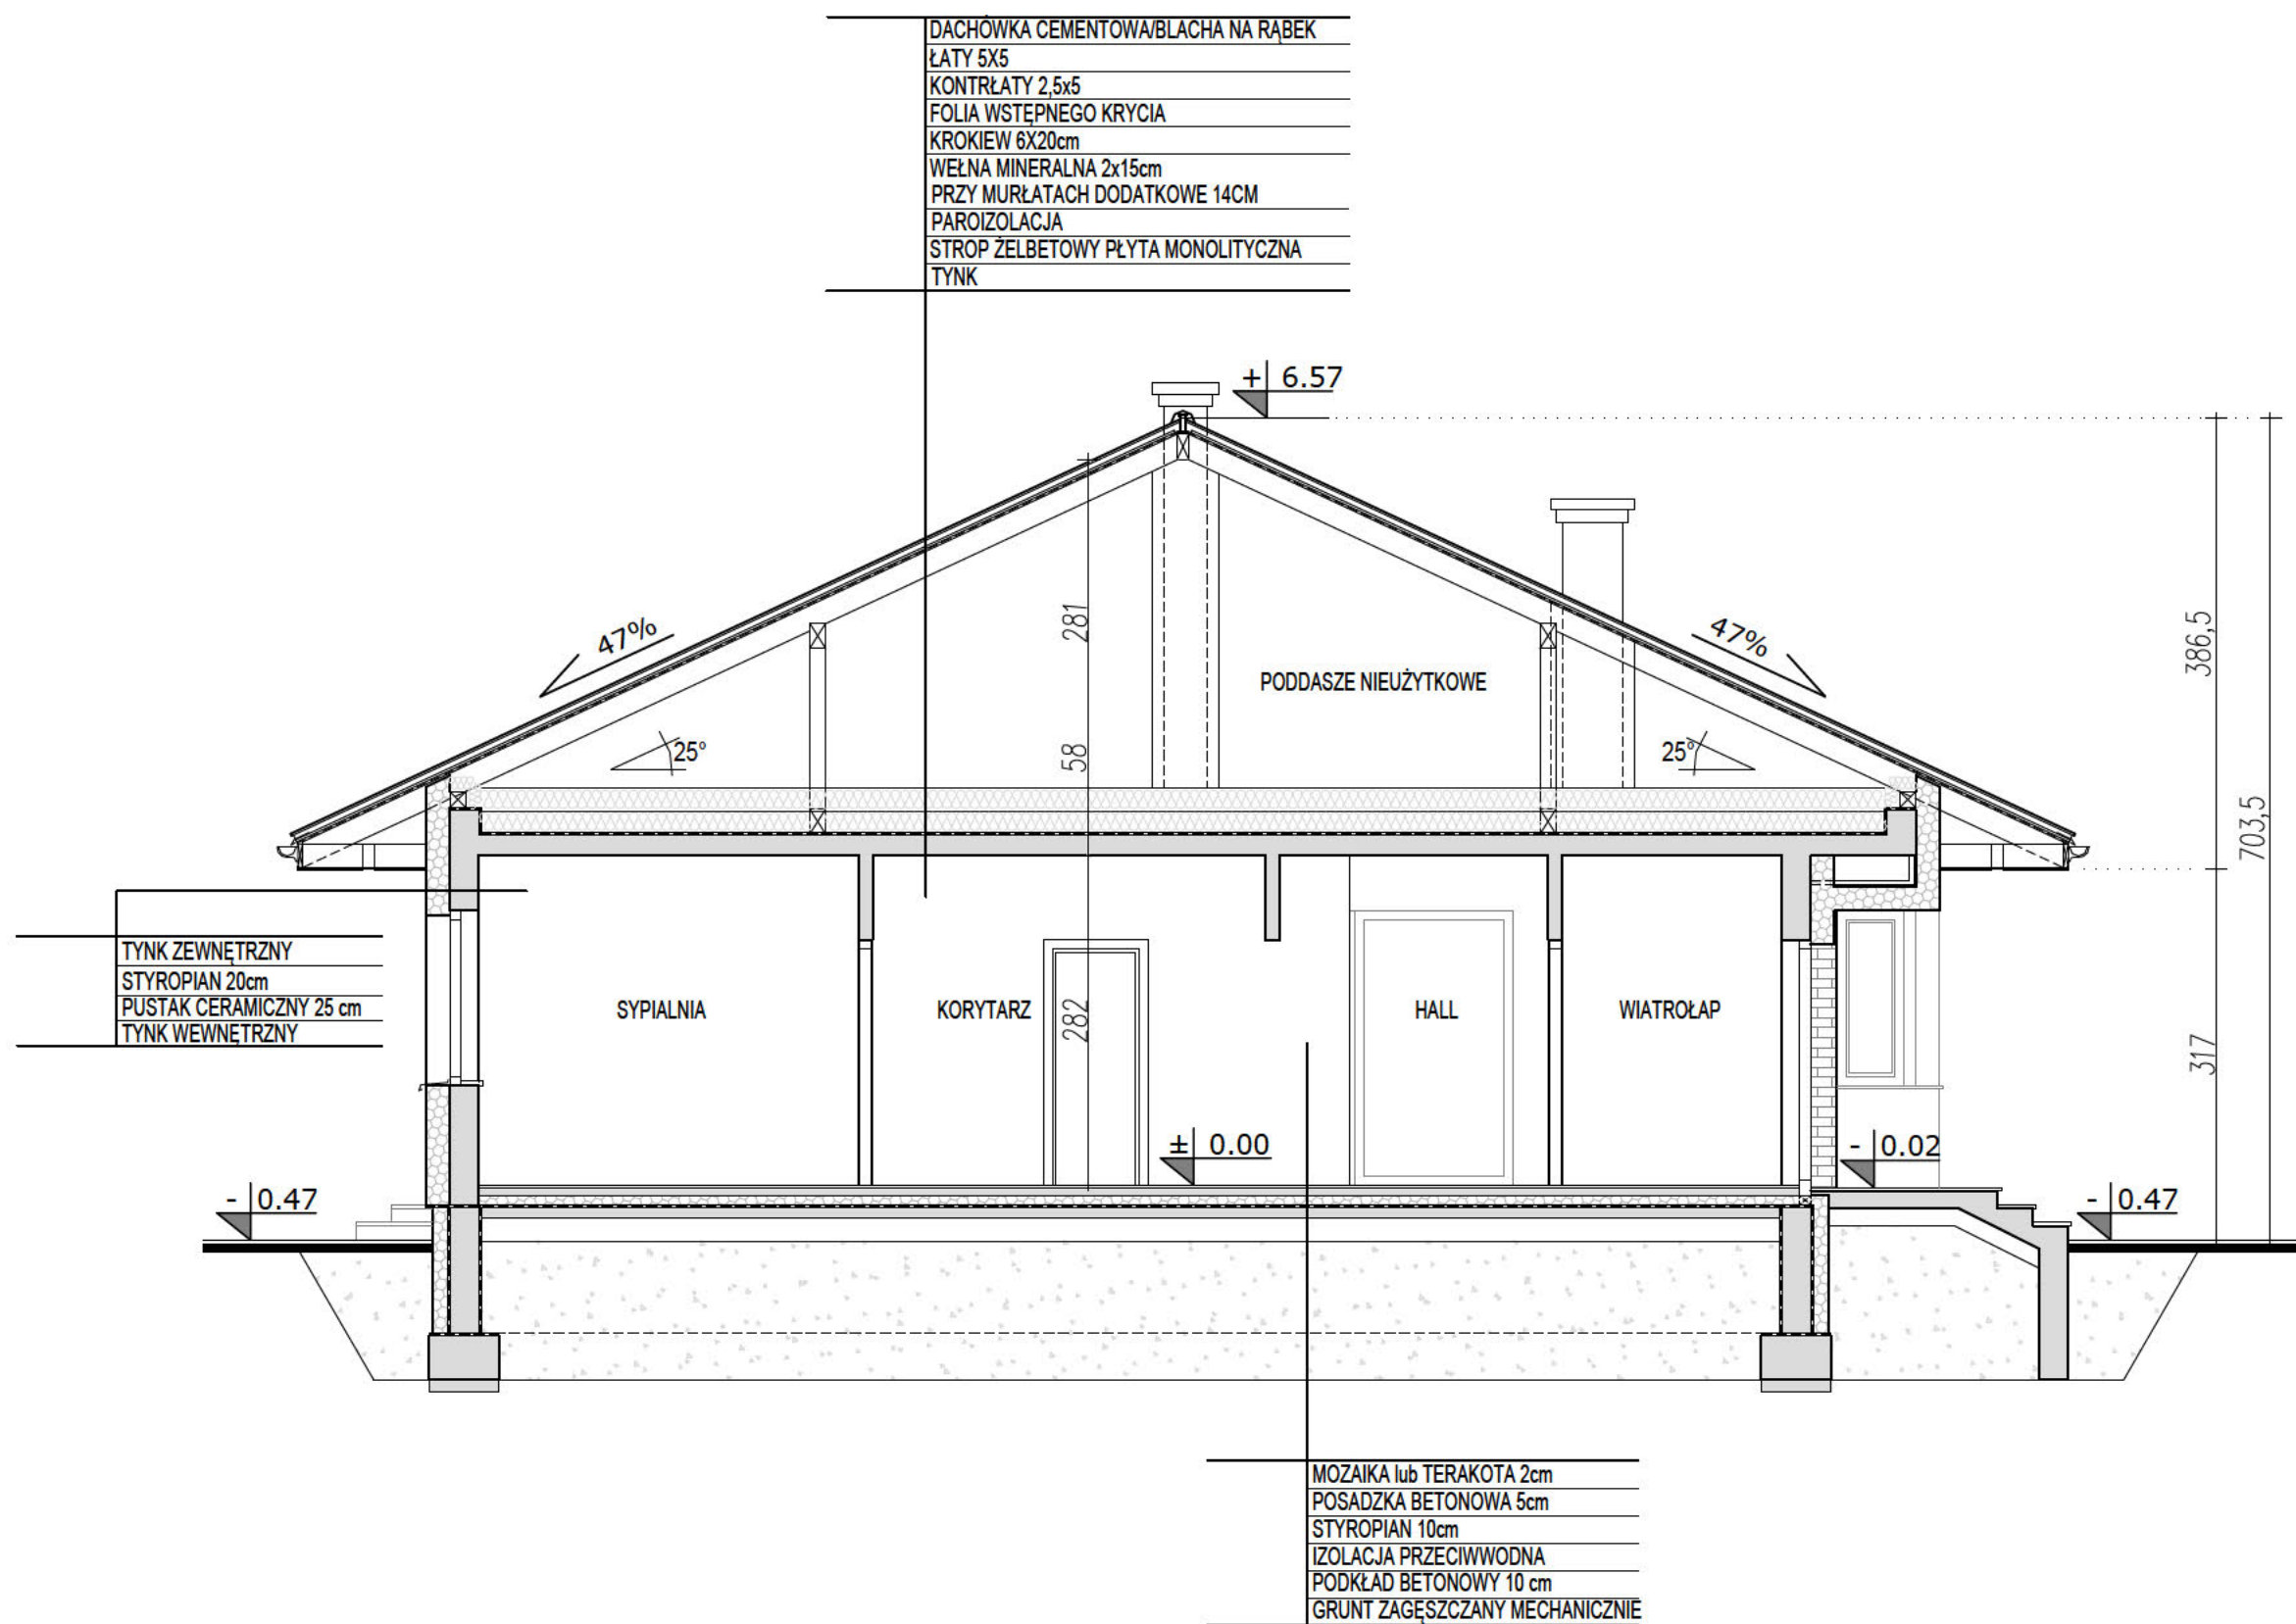 DACHÓWKA CEMENTOWA/BLACHA NA RĄBEK
ŁATY 5X5
KONTRŁATY 2,5x5
FOLIA WSTĘPNEGO KRYCIA
KROKIEW 6X20cm
WEŁNA MINERALNA 2x15cm
PRZY MURŁATACH DODATKOWE 14CM
PAROIZOLACJA
STROP ŻELBETOWY PŁYTA MONOLITYCZNA
TYNK
+ 6.57
47%
47%
281
386,5
PODDASZE NIEUŻYTKOWE
25°
58
25°
703,5
TYNK ZEWNĘTRZNY
STYROPIAN 20cm
PUSTAK CERAMICZNY 25 cm
TYNK WEWNĘTRZNY
SYPIALNIA
KORYTARZ
282
HALL
WIATROŁAP
317
± 0.00
- 0.02
- 0.47
- 0.47
MOZAIKA lub TERAKOTA 2cm
POSADZKA BETONOWA 5cm
STYROPIAN 10cm
IZOLACJA PRZECIWWODNA
PODKŁAD BETONOWY 10 cm
GRUNT ZAGĘSZCZANY MECHANICZNIE